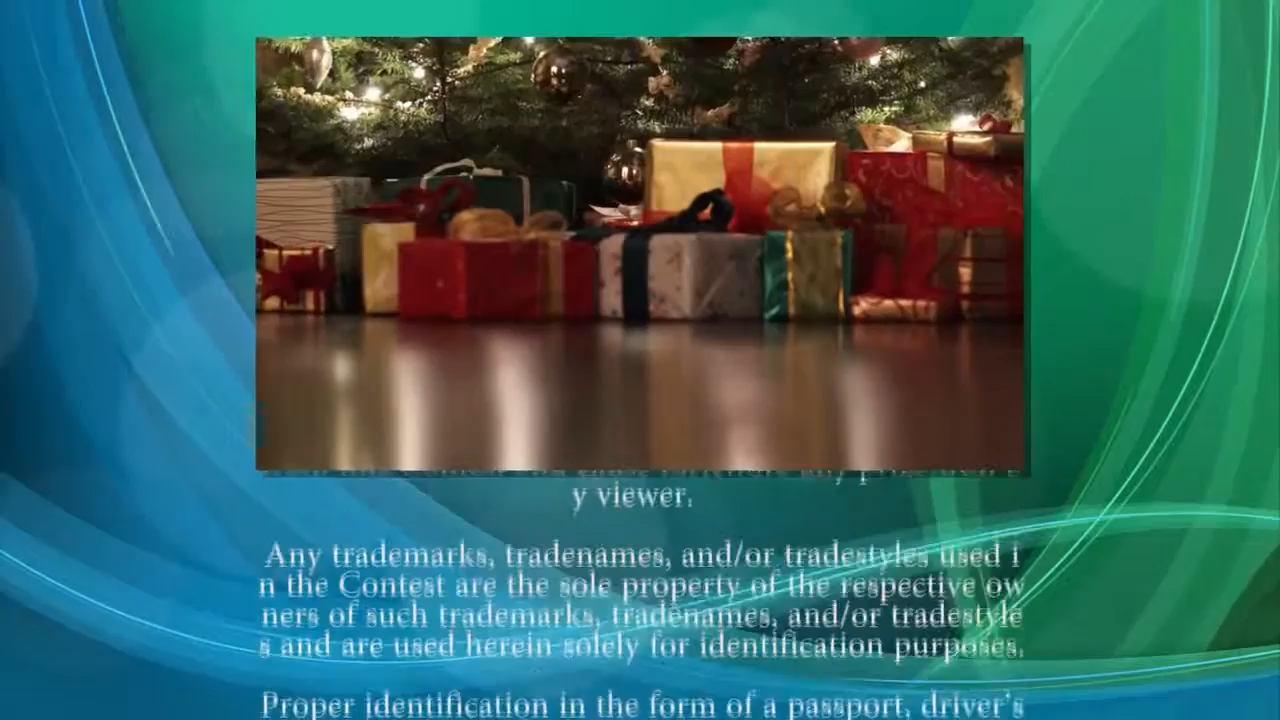 y viewer.
Any trademarks, tradenames, and/or tradestyles used i
n the Contest are the sole property of the respective ow
ners of such trademarks, tradenames, and/or tradestyle
s and are used herein solely for identification purposes.
Proper identification in the form of a passport, driver's